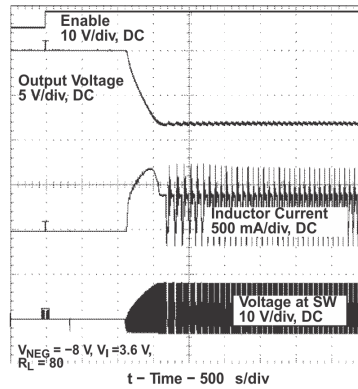 Enable
10 V/div, DC
Output Voltage
5 V/div, DC
Inductor Current
500 mA/div, DC
Voltage at SW
10 V/div, DC
VNEG = −8 V, VI =3.6 V,
RL = 80
t − Time − 500 s/div